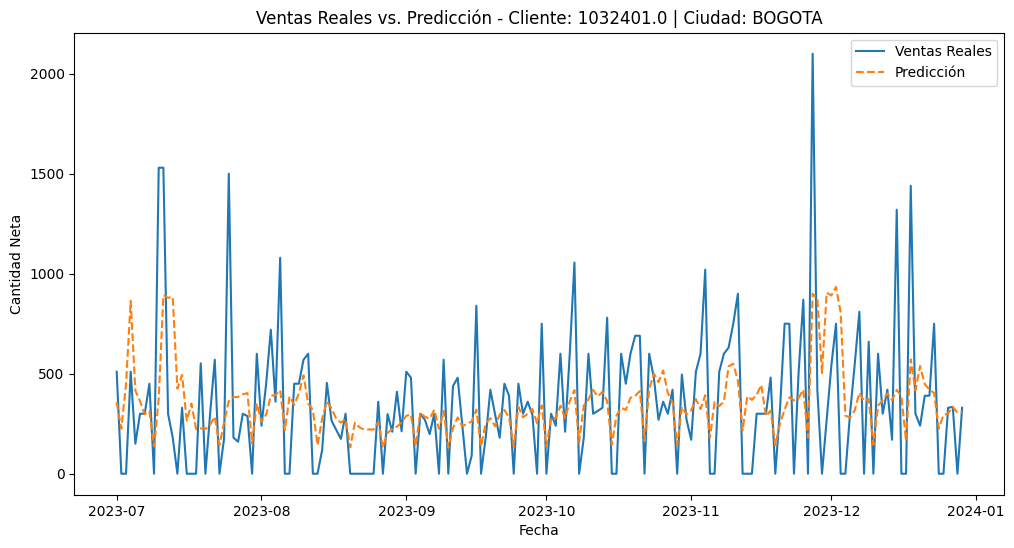 Ventas Reales vs. Predicción - Cliente: 1032401.0 | Ciudad: BOGOTA
Ventas Reales
Predicción
Cantidad Neta
2000
1500
1000
500
0
2023-07
2023-08
2023-09
2023-10
2023-11
2023-12
2024-01
Fecha